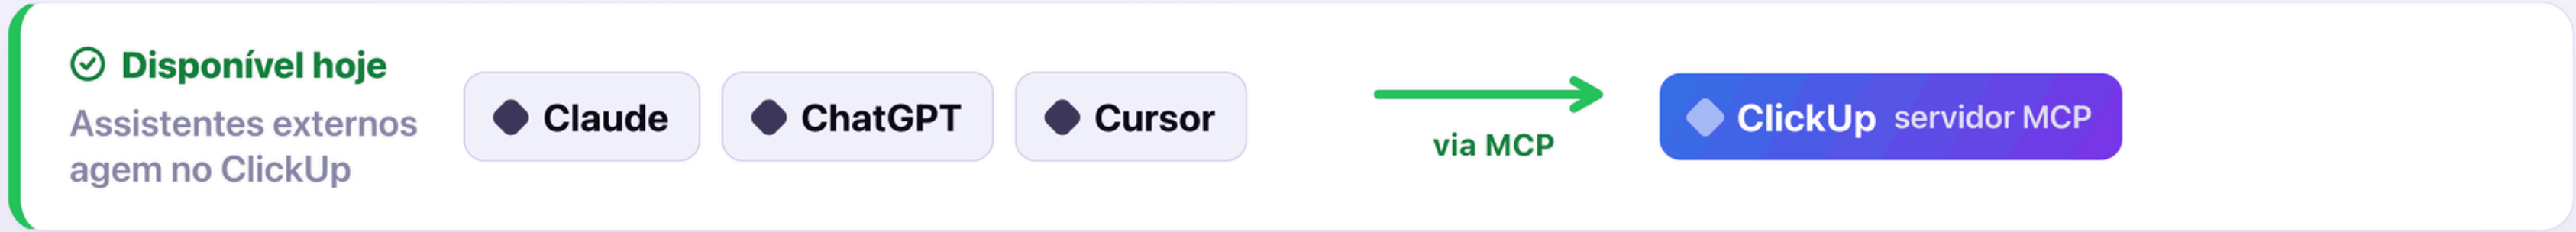 Disponível hoje
Assistentes externos
agem no ClickUp
Claude
ChatGPT
Cursor
via MCP
ClickUp servidor MCP